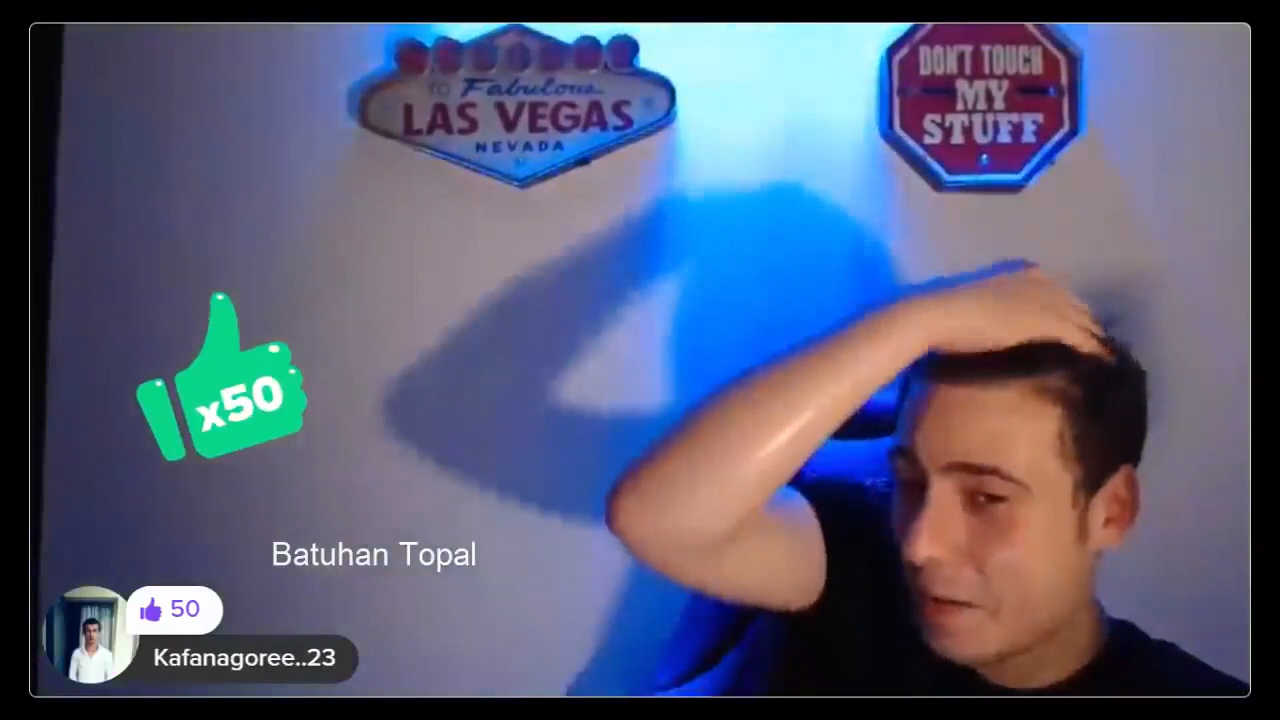 TO Fabulous
LAS VEGAS
NEVADA
DON'T TOUCH
MY
STUFF
x50
Batuhan Topal
50
Kafanagoree..23